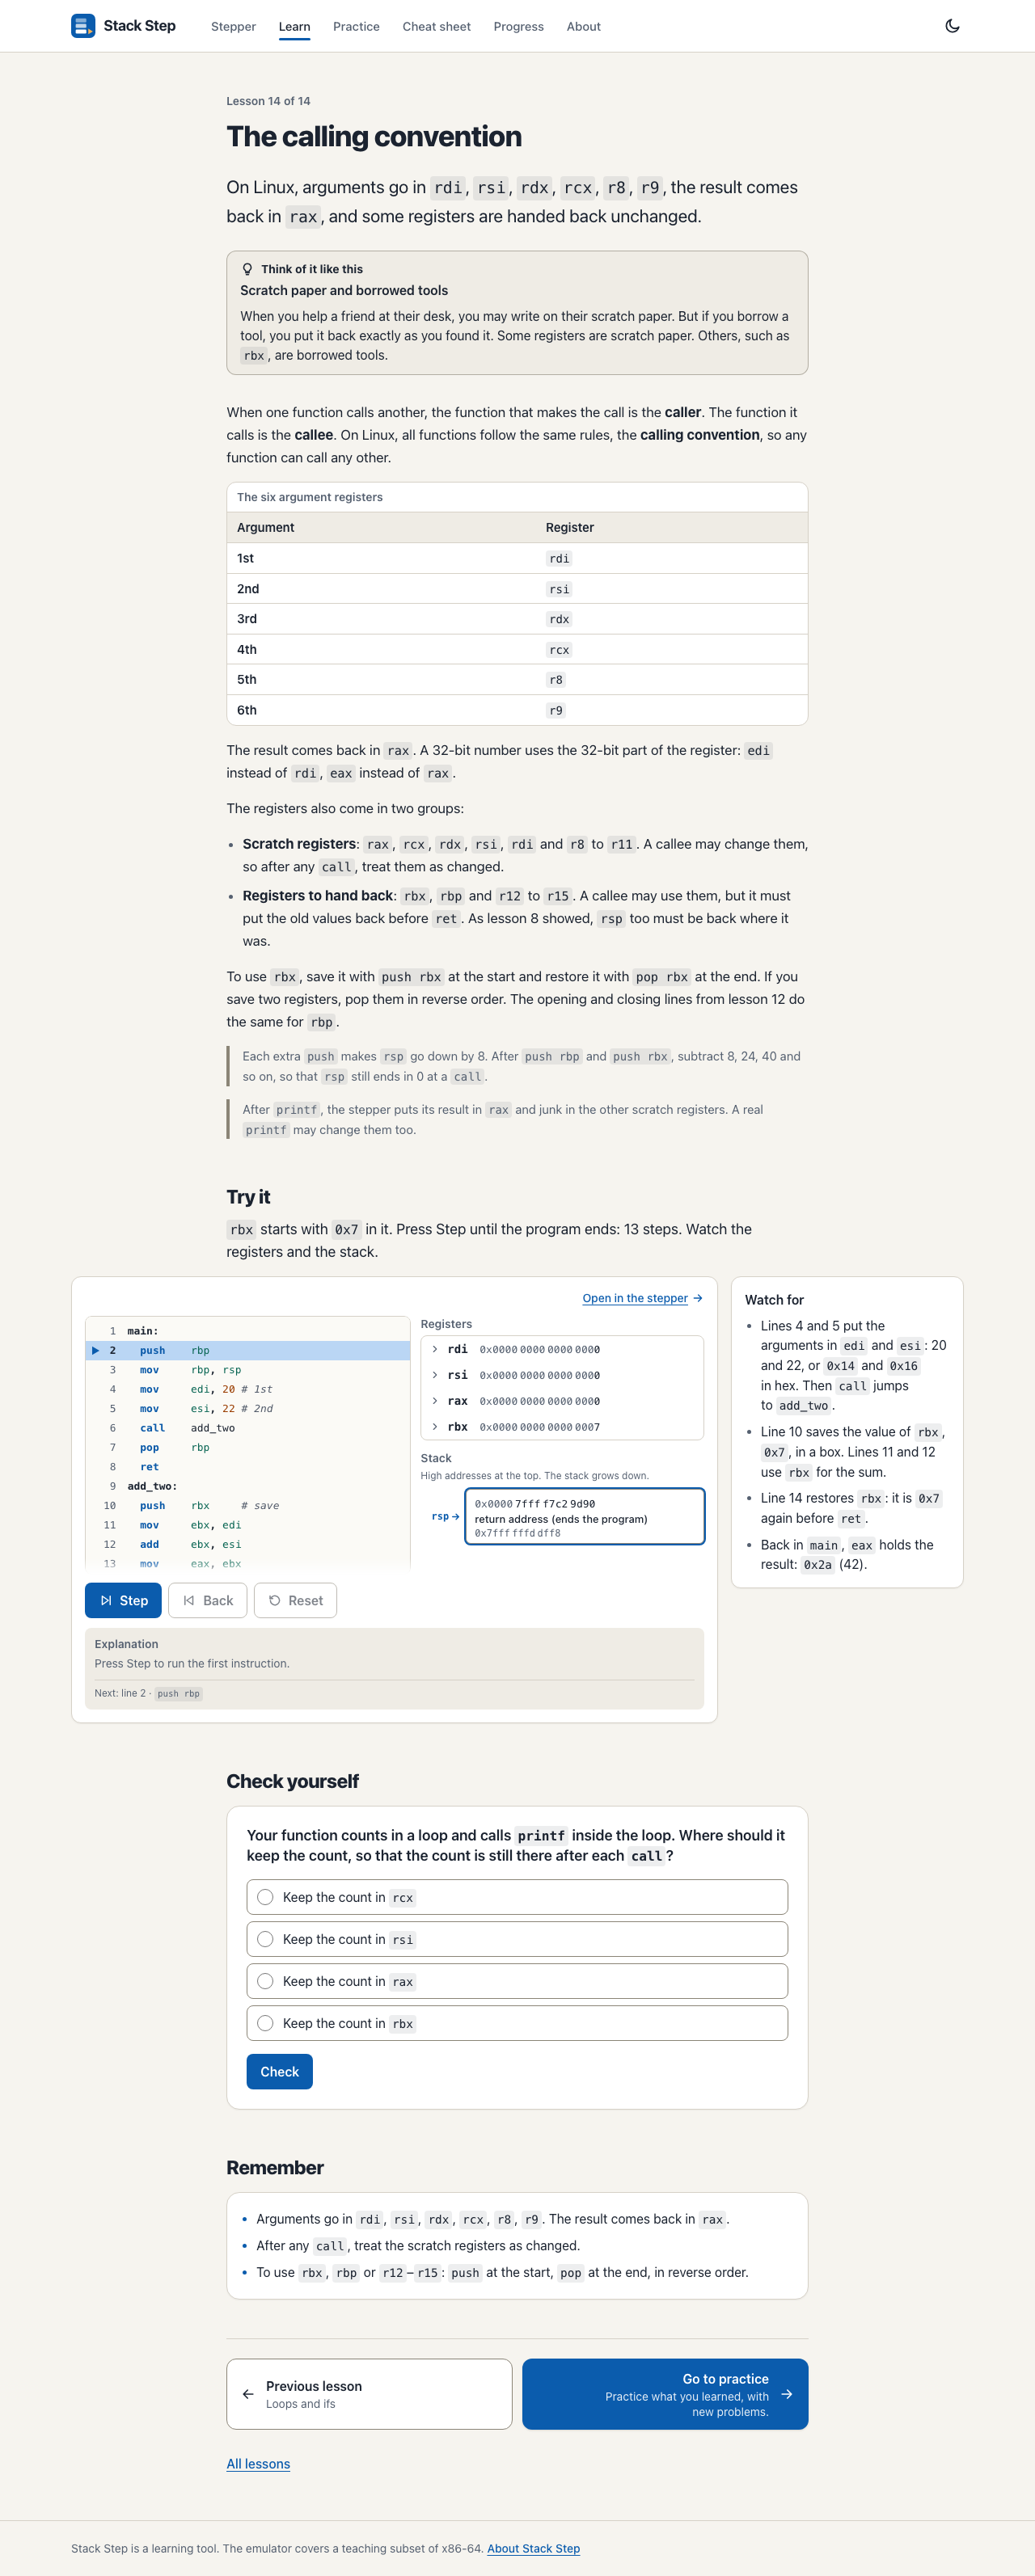 Stack Step
Stepper Learn Practice Cheat sheet Progress About
Lesson 14 of 14
The calling convention
On Linux, arguments go in rdi, rsi, rdx, rcx, r8, r9, the result comes
back in rax, and some registers are handed back unchanged.
Think of it like this
Scratch paper and borrowed tools
When you help a friend at their desk, you may write on their scratch paper. But if you borrow a
tool, you put it back exactly as you found it. Some registers are scratch paper. Others, such as
rbx, are borrowed tools.
When one function calls another, the function that makes the call is the caller. The function it
calls is the callee. On Linux, all functions follow the same rules, the calling convention, so any
function can call any other.
The six argument registers
Argument Register
1st rdi
2nd rsi
3rd rdx
4th rcx
5th r8
6th r9
The result comes back in rax. A 32-bit number uses the 32-bit part of the register: edi
instead of rdi, eax instead of rax.
The registers also come in two groups:
• Scratch registers: rax, rcx, rdx, rsi, rdi and r8 to r11. A callee may change them,
so after any call, treat them as changed.
• Registers to hand back: rbx, rbp and r12 to r15. A callee may use them, but it must
put the old values back before ret. As lesson 8 showed, rsp too must be back where it
was.
To use rbx, save it with push rbx at the start and restore it with pop rbx at the end. If you
save two registers, pop them in reverse order. The opening and closing lines from lesson 12 do
the same for rbp.
Each extra push makes rsp go down by 8. After push rbp and push rbx, subtract 8, 24, 40 and
so on, so that rsp still ends in 0 at a call.
After printf, the stepper puts its result in rax and junk in the other scratch registers. A real
printf may change them too.
Try it
rbx starts with 0x7 in it. Press Step until the program ends: 13 steps. Watch the
registers and the stack.
Open in the stepper →
1 main:
2 push rbp
3 mov rbp, rsp
4 mov edi, 20 # 1st
5 mov esi, 22 # 2nd
6 call add_two
7 pop rbp
8 ret
9 add_two:
10 push rbx # save
11 mov ebx, edi
12 add ebx, esi
13 mov eax, ebx
Registers
rdi 0x0000 0000 0000 0000
rsi 0x0000 0000 0000 0000
rax 0x0000 0000 0000 0000
rbx 0x0000 0000 0000 0007
Stack
High addresses at the top. The stack grows down.
rsp →
0x0000 7fff f7c2 9d90
return address (ends the program)
0x7fff fffd dff8
Step Back Reset
Explanation
Press Step to run the first instruction.
Next: line 2 · push rbp
Watch for
• Lines 4 and 5 put the
arguments in edi and esi: 20
and 22, or 0x14 and 0x16
in hex. Then call jumps
to add_two.
• Line 10 saves the value of rbx,
0x7, in a box. Lines 11 and 12
use rbx for the sum.
• Line 14 restores rbx: it is 0x7
again before ret.
• Back in main, eax holds the
result: 0x2a (42).
Check yourself
Your function counts in a loop and calls printf inside the loop. Where should it
keep the count, so that the count is still there after each call?
Keep the count in rcx
Keep the count in rsi
Keep the count in rax
Keep the count in rbx
Check
Remember
• Arguments go in rdi, rsi, rdx, rcx, r8, r9. The result comes back in rax.
• After any call, treat the scratch registers as changed.
• To use rbx, rbp or r12–r15: push at the start, pop at the end, in reverse order.
← Previous lesson
Loops and ifs
Go to practice →
Practice what you learned, with
new problems.
All lessons
Stack Step is a learning tool. The emulator covers a teaching subset of x86-64. About Stack Step